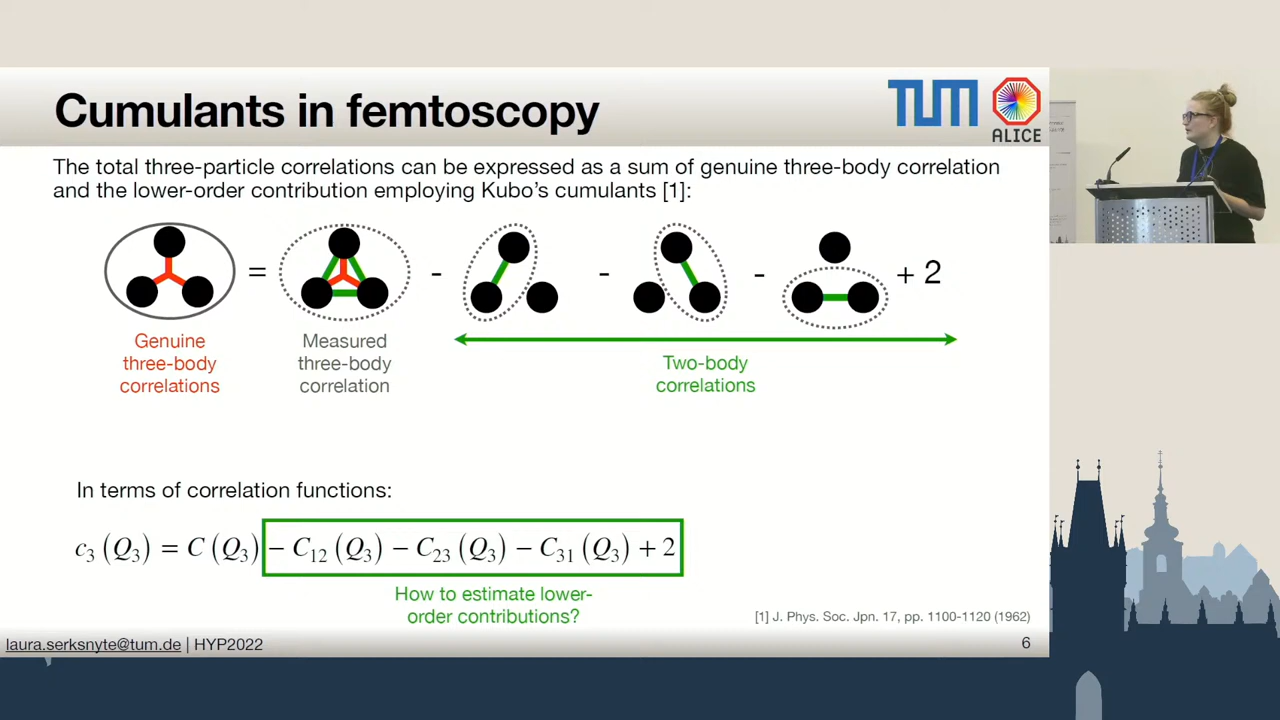 Cumulants in femtoscopy
TUM
ALICE
The total three-particle correlations can be expressed as a sum of genuine three-body correlation
and the lower-order contribution employing Kubo's cumulants [1]:
= - - - + 2
Genuine
three-body
correlations
Measured
three-body
correlation
Two-body
correlations
In terms of correlation functions:
c₃ (Q₃) = C (Q₃) − C₁₂ (Q₃) − C₂₃ (Q₃) − C₃₁ (Q₃) + 2
How to estimate lower-
order contributions?
[1] J. Phys. Soc. Jpn. 17, pp. 1100-1120 (1962)
laura.serksnyte@tum.de | HYP2022
6